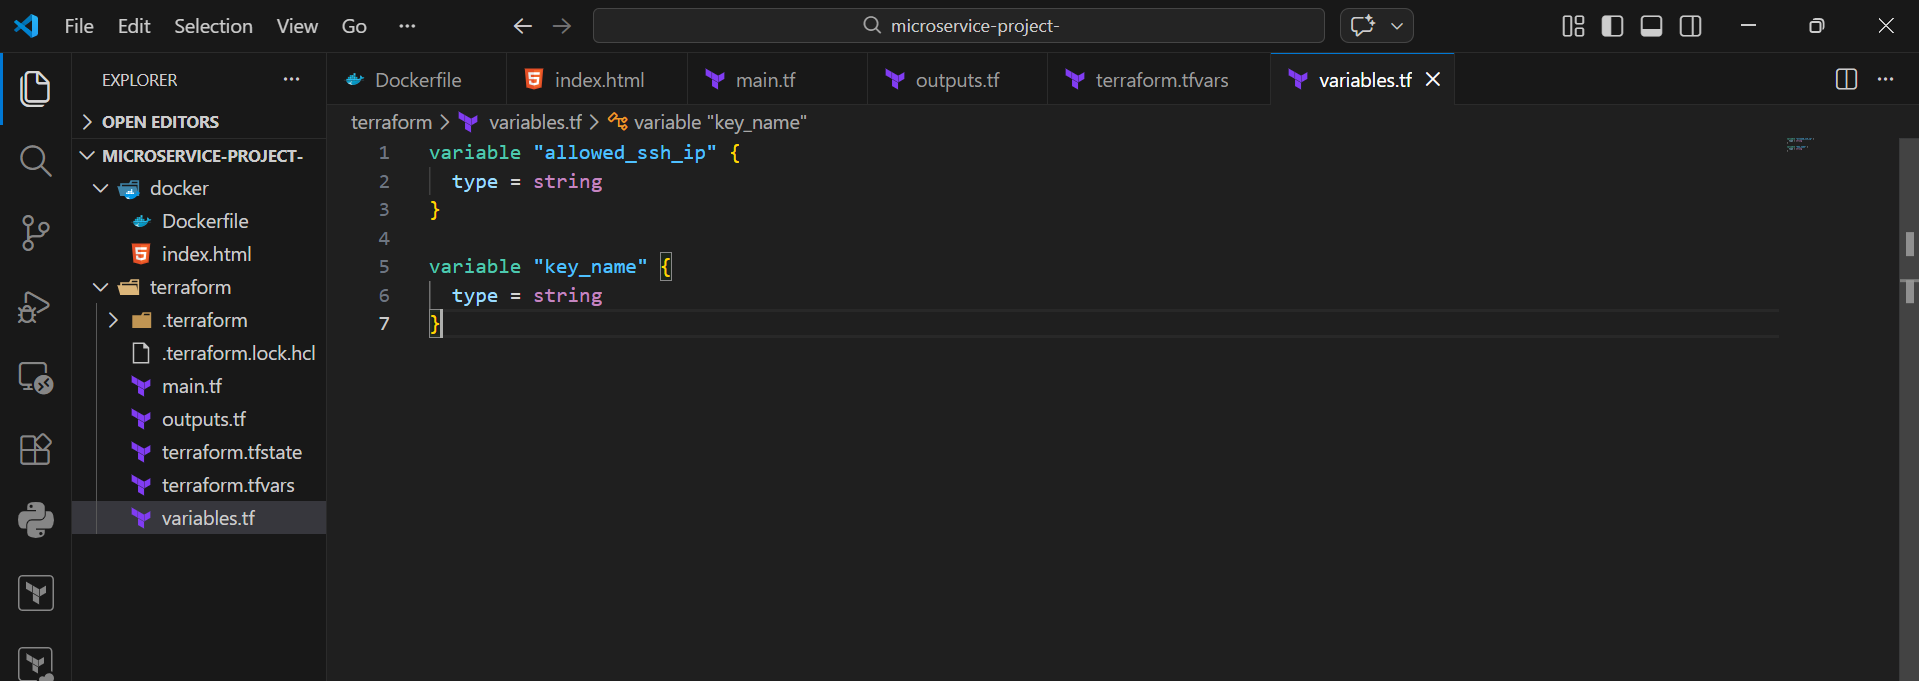 File Edit Selection View Go ··· microservice-project-
EXPLORER ···
OPEN EDITORS
MICROSERVICE-PROJECT-
docker
Dockerfile
index.html
terraform
.terraform
.terraform.lock.hcl
main.tf
outputs.tf
terraform.tfstate
terraform.tfvars
variables.tf
Dockerfile index.html main.tf outputs.tf terraform.tfvars variables.tf
terraform > variables.tf > variable "key_name"
1 variable "allowed_ssh_ip" {
2 type = string
3 }
4
5 variable "key_name" {
6 type = string
7 }